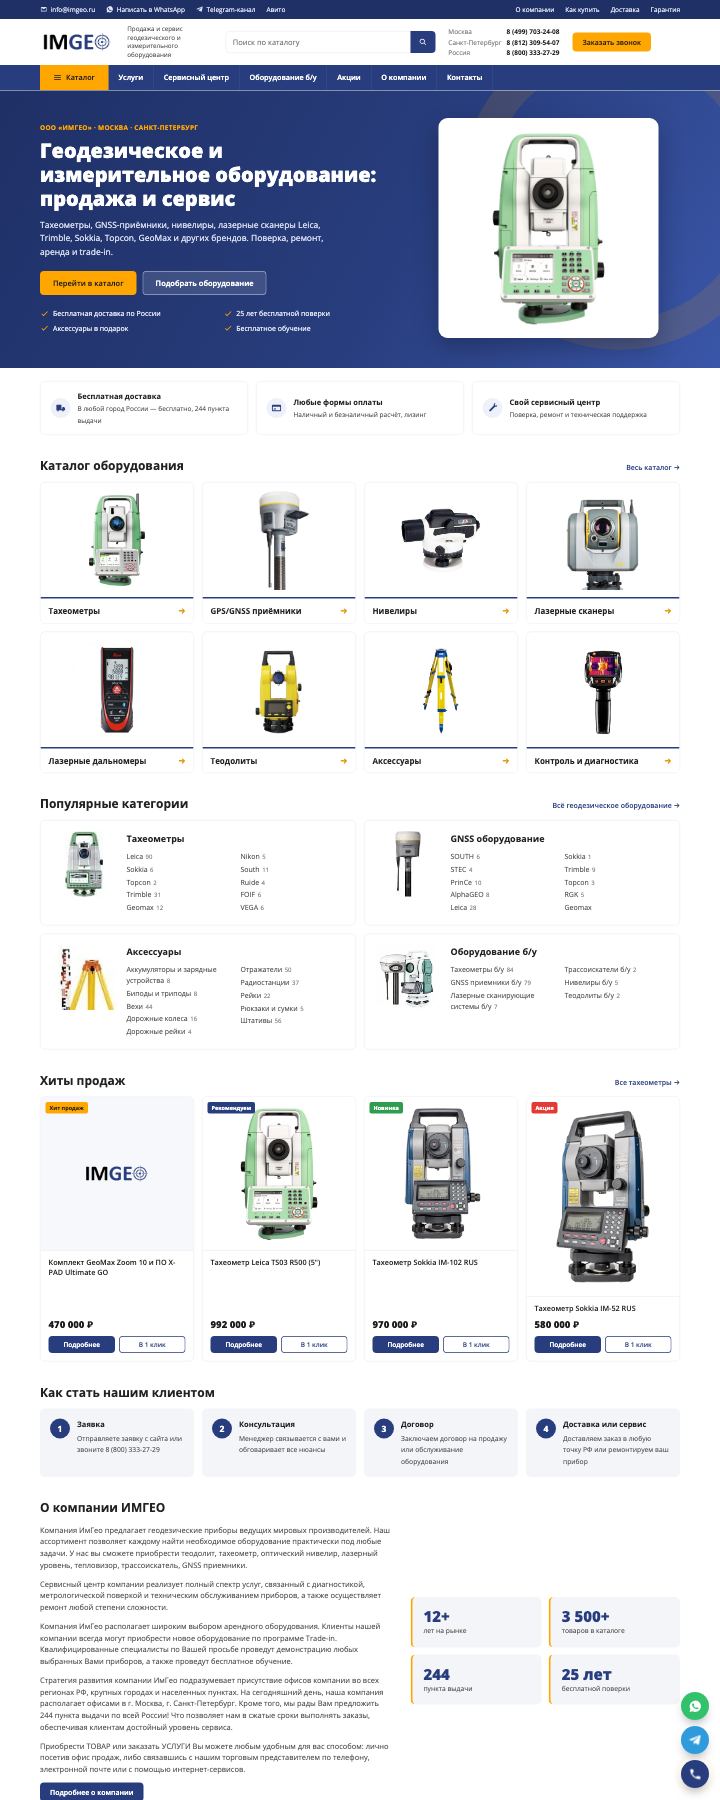 info@imgeo.ru Написать в WhatsApp Telegram-канал Авито О компании Как купить Доставка Гарантия
IMGEO
Продажа и сервис
геодезического и
измерительного
оборудования
Поиск по каталогу
Москва 8 (499) 703-24-08
Санкт-Петербург 8 (812) 309-54-07
Россия 8 (800) 333-27-29
Заказать звонок
Каталог Услуги Сервисный центр Оборудование б/у Акции О компании Контакты
ООО «ИМГЕО» · МОСКВА · САНКТ-ПЕТЕРБУРГ
Геодезическое и
измерительное оборудование:
продажа и сервис
Тахеометры, GNSS-приёмники, нивелиры, лазерные сканеры Leica,
Trimble, Sokkia, Topcon, GeoMax и других брендов. Поверка, ремонт,
аренда и trade-in.
Перейти в каталог Подобрать оборудование
Бесплатная доставка по России 25 лет бесплатной поверки
Аксессуары в подарок Бесплатное обучение
Бесплатная доставка
В любой город России — бесплатно, 244 пункта
выдачи
Любые формы оплаты
Наличный и безналичный расчёт, лизинг
Свой сервисный центр
Поверка, ремонт и техническая поддержка
Каталог оборудования Весь каталог →
Тахеометры → GPS/GNSS приёмники → Нивелиры → Лазерные сканеры →
Лазерные дальномеры → Теодолиты → Аксессуары → Контроль и диагностика →
Популярные категории Всё геодезическое оборудование →
Тахеометры
Leica 90 Nikon 5
Sokkia 6 South 11
Topcon 2 Ruide 4
Trimble 31 FOIF 6
Geomax 12 VEGA 6
GNSS оборудование
SOUTH 6 Sokkia 1
STEC 4 Trimble 9
PrinCe 10 Topcon 3
AlphaGEO 8 RGK 5
Leica 28 Geomax
Аксессуары
Аккумуляторы и зарядные
устройства 8
Биподы и триподы 8
Вехи 44
Дорожные колеса 16
Дорожные рейки 4
Отражатели 50
Радиостанции 37
Рейки 22
Рюкзаки и сумки 5
Штативы 56
Оборудование б/у
Тахеометры б/у 84
GNSS приемники б/у 79
Лазерные сканирующие
системы б/у 7
Трассоискатели б/у 2
Нивелиры б/у 5
Теодолиты б/у 2
Хиты продаж Все тахеометры →
Хит продаж Рекомендуем Новинка Акция
IMGEO
Комплект GeoMax Zoom 10 и ПО X-
PAD Ultimate GO
470 000 ₽
Подробнее В 1 клик
Тахеометр Leica TS03 R500 (5")
992 000 ₽
Подробнее В 1 клик
Тахеометр Sokkia IM-102 RUS
970 000 ₽
Подробнее В 1 клик
Тахеометр Sokkia IM-52 RUS
580 000 ₽
Подробнее В 1 клик
Как стать нашим клиентом
1 Заявка
Отправляете заявку с сайта или
звоните 8 (800) 333-27-29
2 Консультация
Менеджер связывается с вами и
обговаривает все нюансы
3 Договор
Заключаем договор на продажу
или обслуживание
оборудования
4 Доставка или сервис
Доставляем заказ в любую
точку РФ или ремонтируем ваш
прибор
О компании ИМГЕО
Компания ИмГео предлагает геодезические приборы ведущих мировых производителей. Наш
ассортимент позволяет каждому найти необходимое оборудование практически под любые
задачи. У нас вы сможете приобрести теодолит, тахеометр, оптический нивелир, лазерный
уровень, тепловизор, трассоискатель, GNSS приемники.
Сервисный центр компании реализует полный спектр услуг, связанный с диагностикой,
метрологической поверкой и техническим обслуживанием приборов, а также осуществляет
ремонт любой степени сложности.
Компания ИмГео располагает широким выбором арендного оборудования. Клиенты нашей
компании всегда могут приобрести новое оборудование по программе Trade-in.
Квалифицированные специалисты по Вашей просьбе проведут демонстрацию любых
выбранных Вами приборов, а также проведут бесплатное обучение.
Стратегия развития компании ИмГео подразумевает присутствие офисов компании во всех
регионах РФ, крупных городах и населенных пунктах. На сегодняшний день, наша компания
располагает офисами в г. Москва, г. Санкт-Петербург. Кроме того, мы рады Вам предложить
244 пункта выдачи по всей России! Что позволяет нам в сжатые сроки выполнять заказы,
обеспечивая клиентам достойный уровень сервиса.
Приобрести ТОВАР или заказать УСЛУГИ Вы можете любым удобным для вас способом: лично
посетив офис продаж, либо связавшись с нашим торговым представителем по телефону,
электронной почте или с помощью интернет-сервисов.
Подробнее о компании
12+
лет на рынке
3 500+
товаров в каталоге
244
пункта выдачи
25 лет
бесплатной поверки